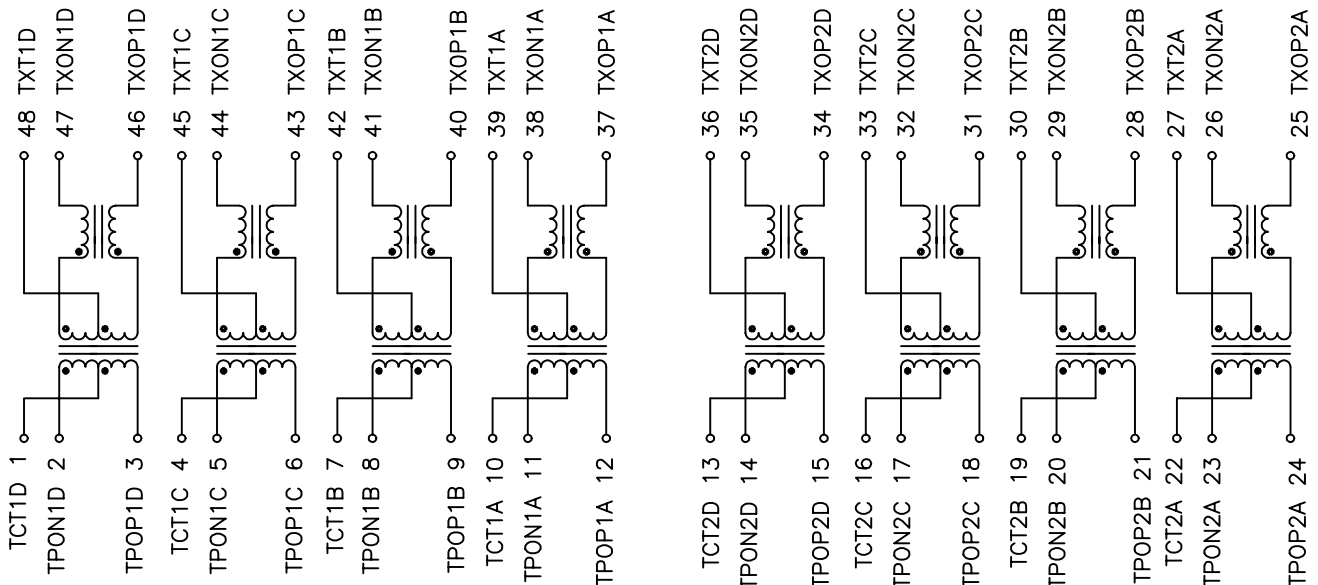 48 TXT1D
47 TXON1D
46 TXOP1D
45 TXT1C
44 TXON1C
43 TXOP1C
42 TXT1B
41 TXON1B
40 TXOP1B
39 TXT1A
38 TXON1A
37 TXOP1A
36 TXT2D
35 TXON2D
34 TXOP2D
33 TXT2C
32 TXON2C
31 TXOP2C
30 TXT2B
29 TXON2B
28 TXOP2B
27 TXT2A
26 TXON2A
25 TXOP2A
TCT1D 1
TPON1D 2
TPOP1D 3
TCT1C 4
TPON1C 5
TPOP1C 6
TCT1B 7
TPON1B 8
TPOP1B 9
TCT1A 10
TPON1A 11
TPOP1A 12
TCT2D 13
TPON2D 14
TPOP2D 15
TCT2C 16
TPON2C 17
TPOP2C 18
TCT2B 19
TPON2B 20
TPOP2B 21
TCT2A 22
TPON2A 23
TPOP2A 24